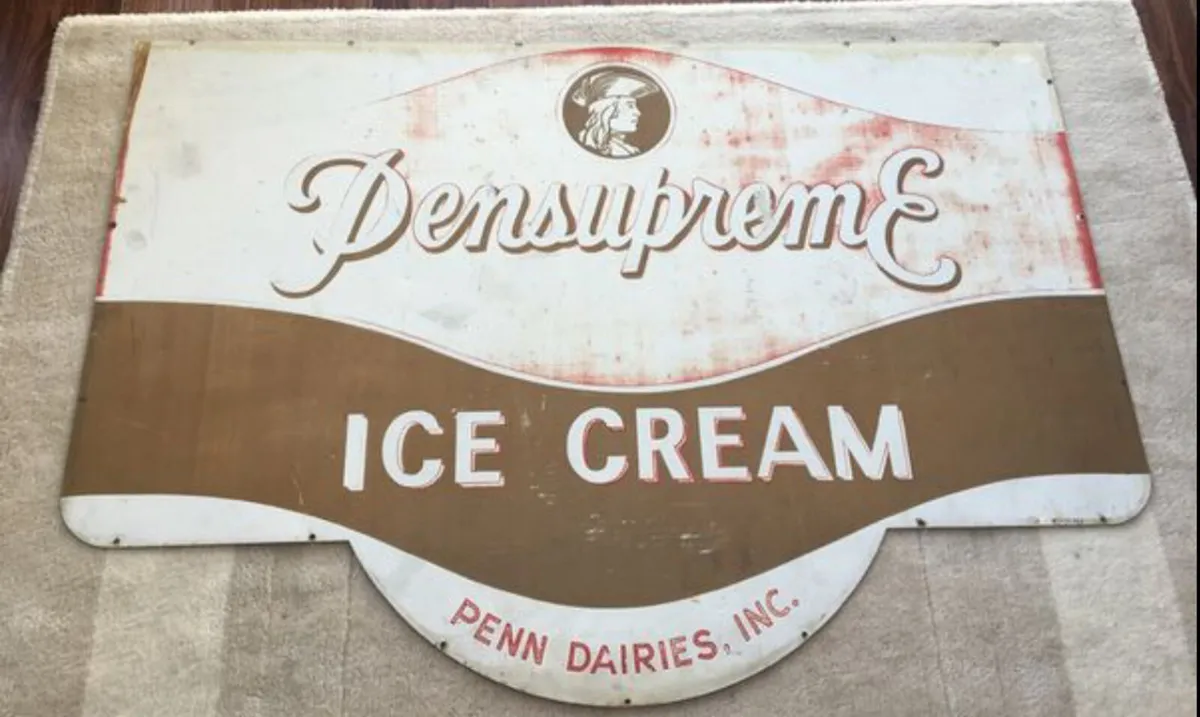 PensupremE
ICE CREAM
PENN DAIRIES, INC.